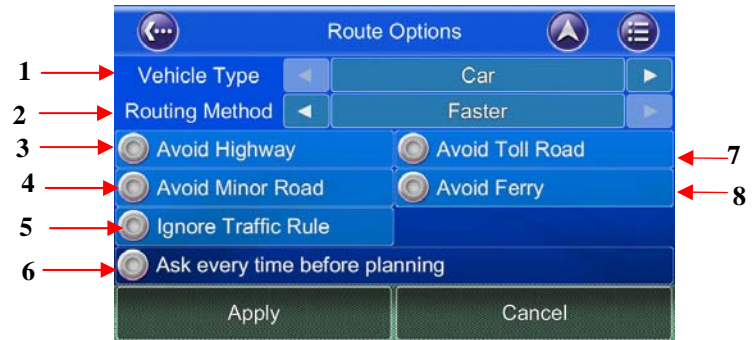 Route Options
1 Vehicle Type Car
2 Routing Method Faster
3 Avoid Highway Avoid Toll Road 7
4 Avoid Minor Road Avoid Ferry 8
5 Ignore Traffic Rule
6 Ask every time before planning
Apply Cancel